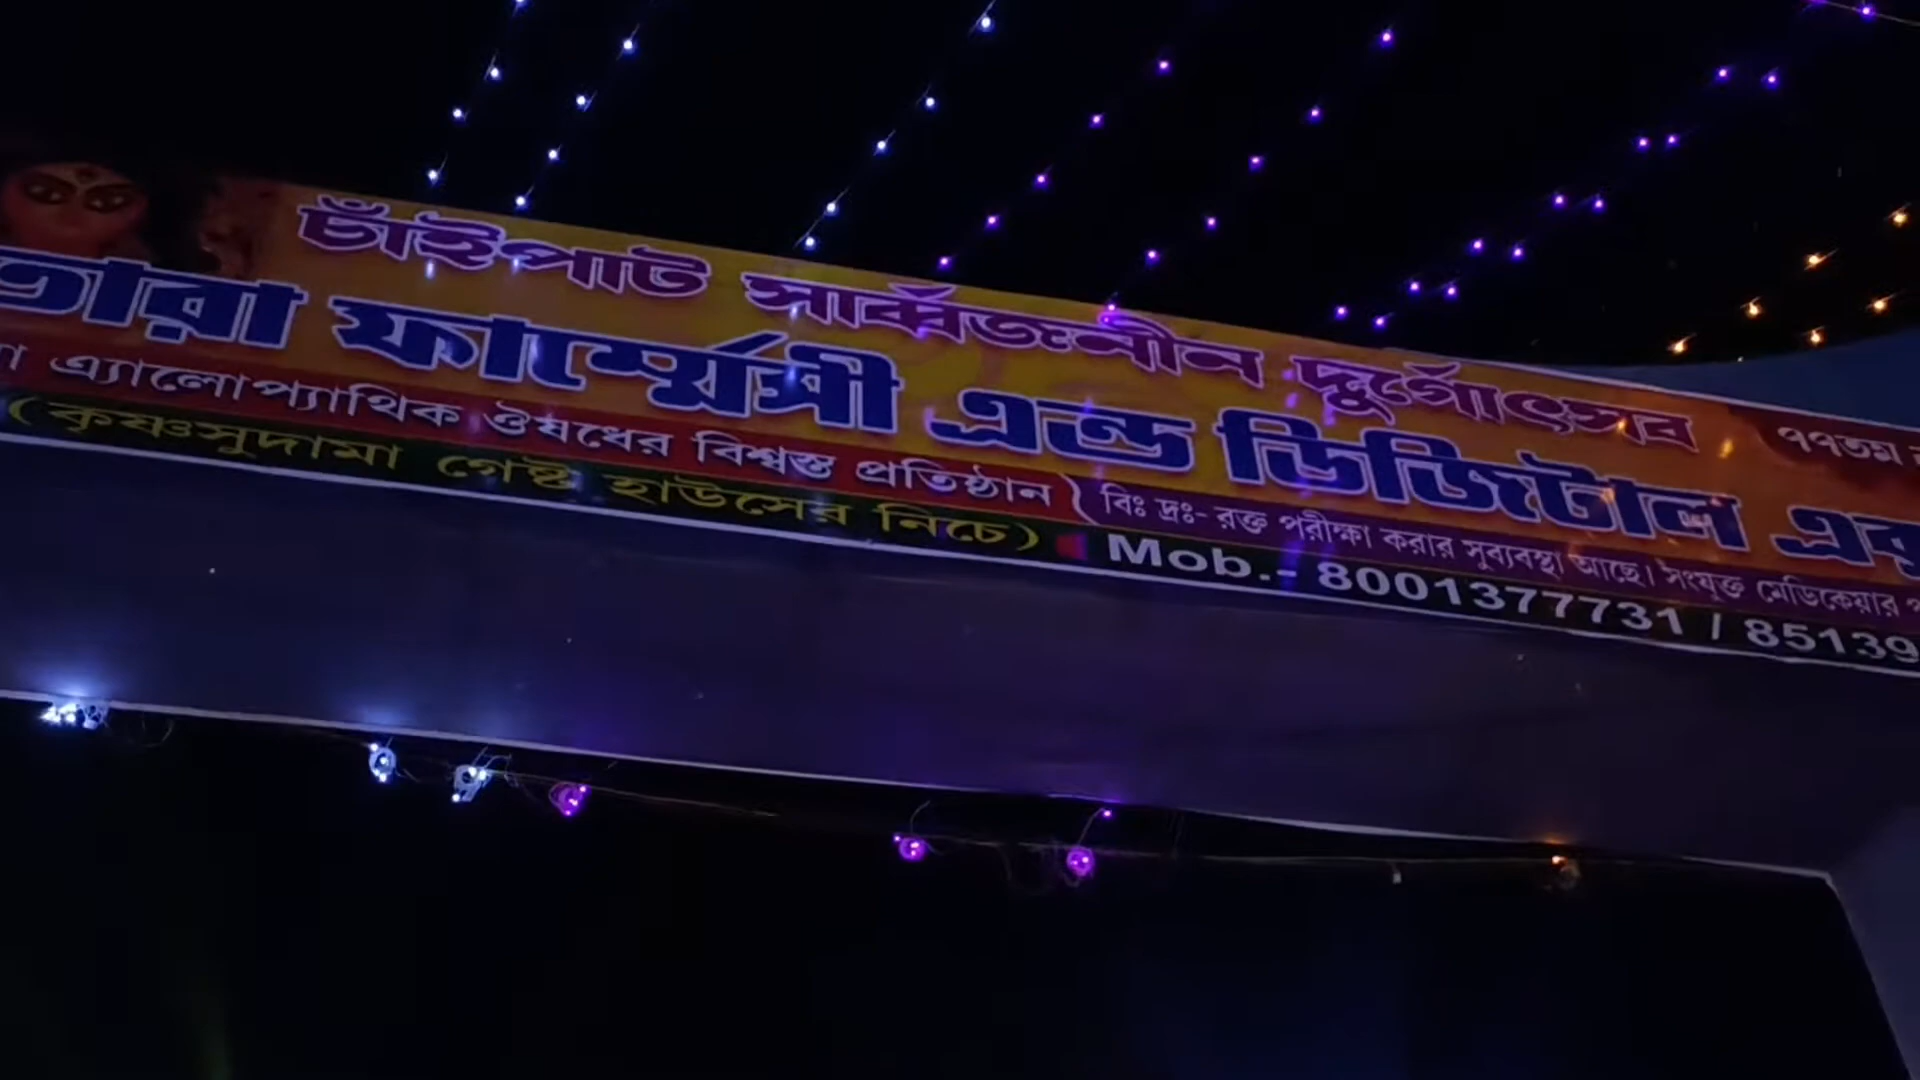 চাঁইপাট সার্ব্বজনীন দুর্গোৎসব ৭৭তম
তারা ফার্ম্মেসী এন্ড ডিজিটাল
এ্যালোপ্যাথিক ঔষধের বিশ্বস্ত প্রতিষ্ঠান
বিঃ দ্রঃ- রক্ত পরীক্ষা করার সুব্যবস্থা আছে। সংযুক্ত মেডিকেয়ার
(কৃষ্ণসুদামা গেষ্ট হাউসের নিচে)
Mob.- 8001377731 / 85139